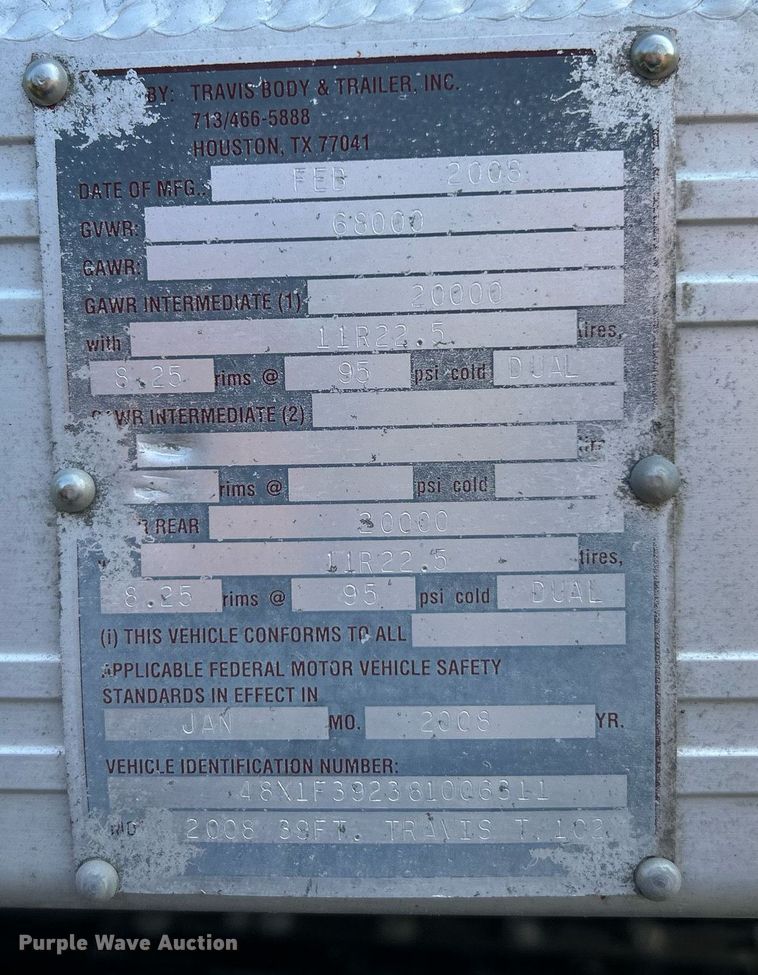 BY: TRAVIS BODY & TRAILER, INC.
713/466-5888
HOUSTON, TX 77041
DATE OF MFG.: FEB 2008
GVWR: 68000
GAWR:
GAWR INTERMEDIATE (1) 20000
with 11R22.5 tires,
8.25 rims @ 95 psi cold DUAL
GAWR INTERMEDIATE (2)
rims @ psi cold
REAR 20000
11R22.5 tires,
8.25 rims @ 95 psi cold DUAL
(i) THIS VEHICLE CONFORMS TO ALL
APPLICABLE FEDERAL MOTOR VEHICLE SAFETY
STANDARDS IN EFFECT IN
JAN MO. 2008 YR.
VEHICLE IDENTIFICATION NUMBER:
48X1F392381006311
2008 39FT. TRAVIS T.102
Purple Wave Auction